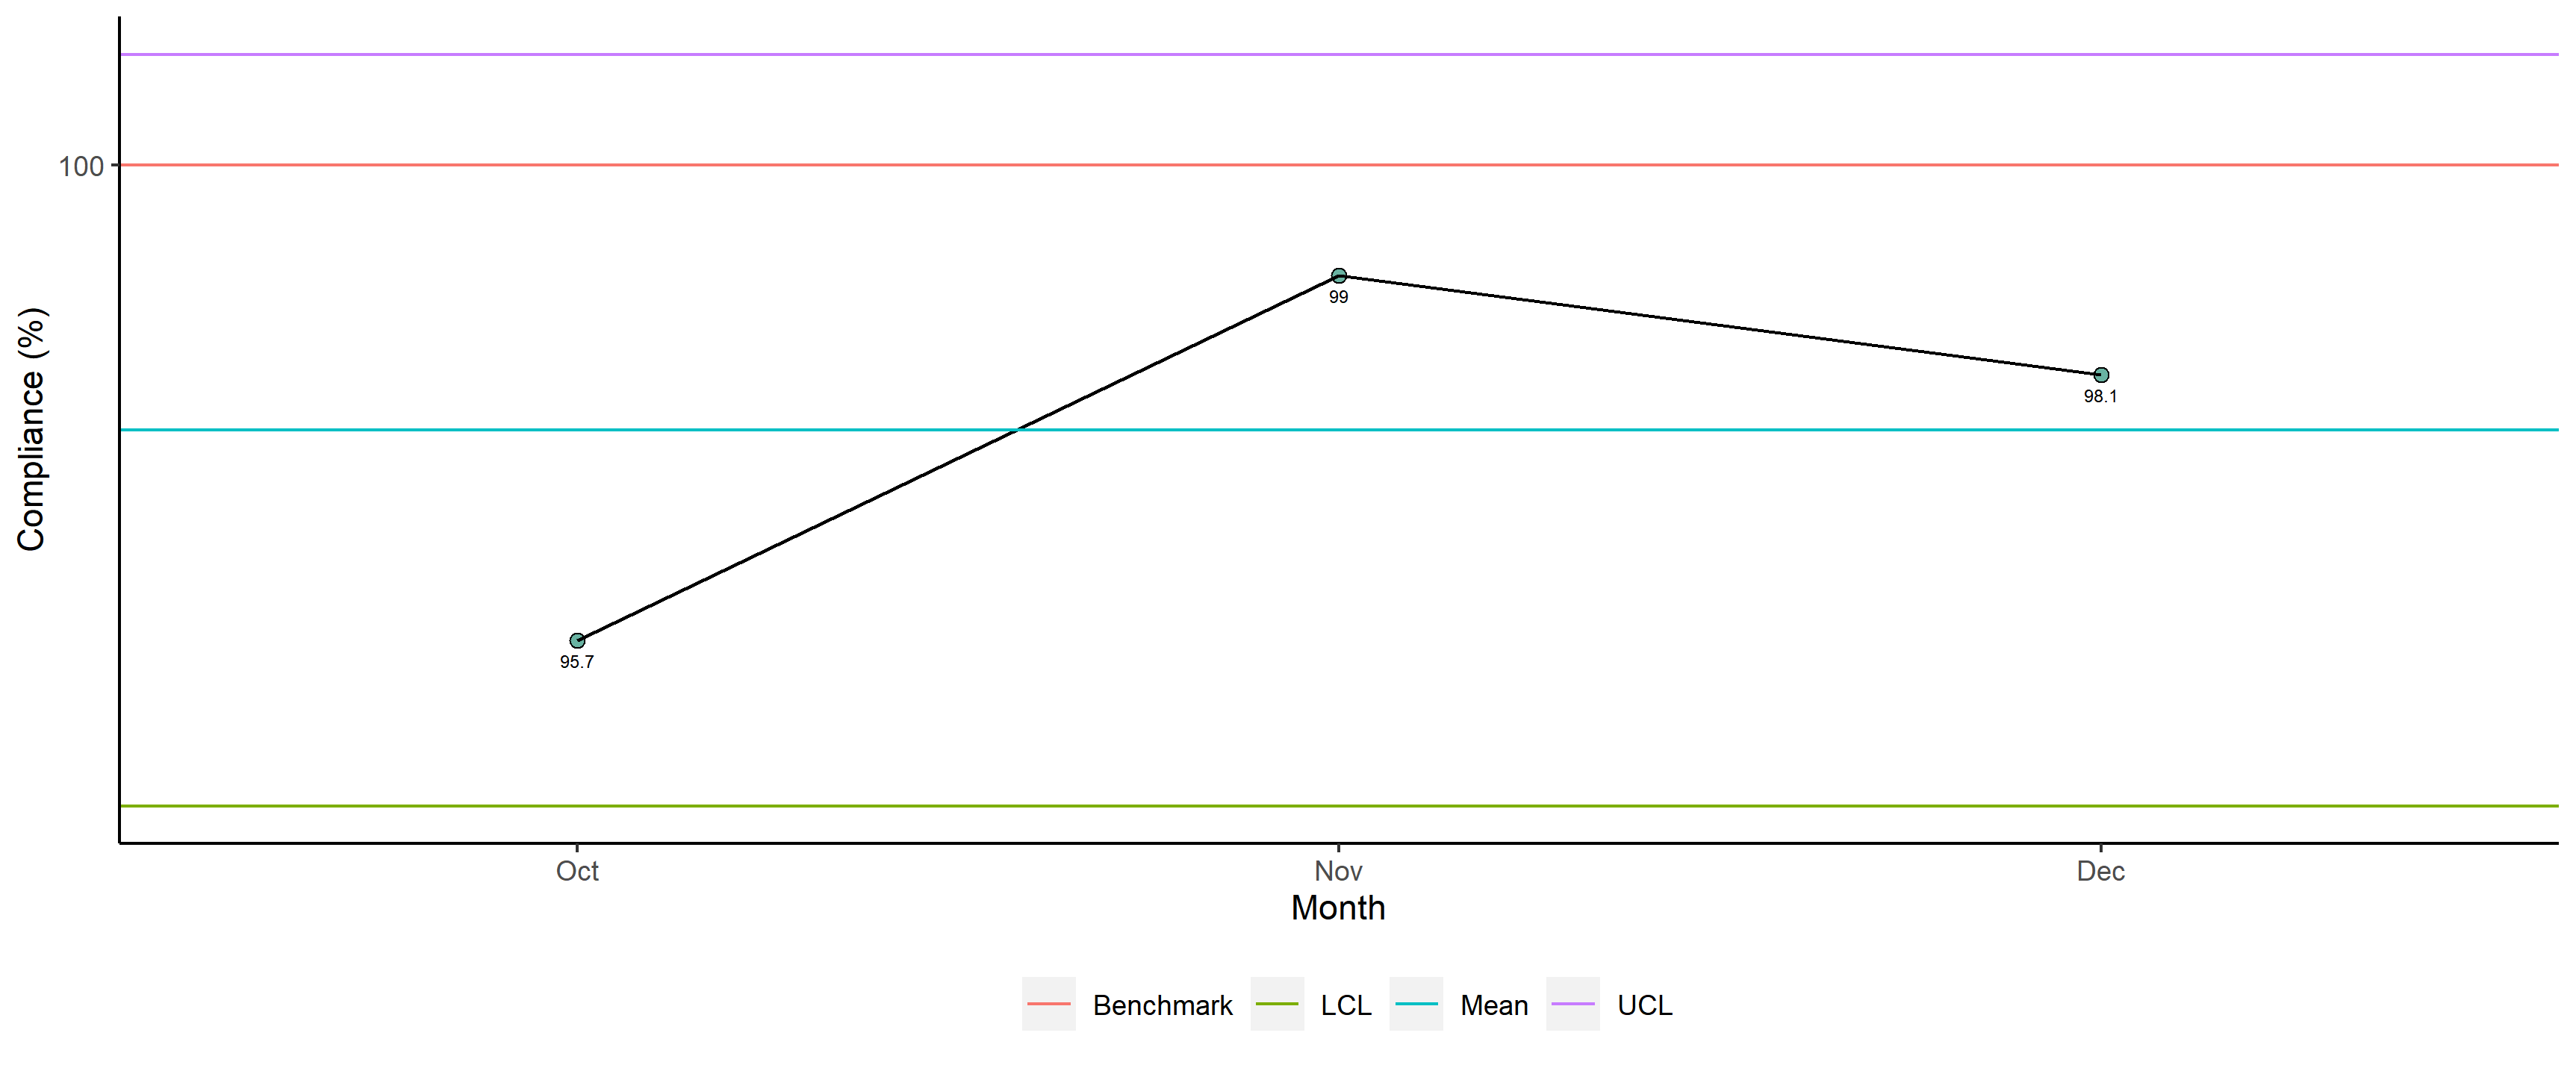 100
Compliance (%)
99
98.1
95.7
Oct Nov Dec
Month
Benchmark LCL Mean UCL